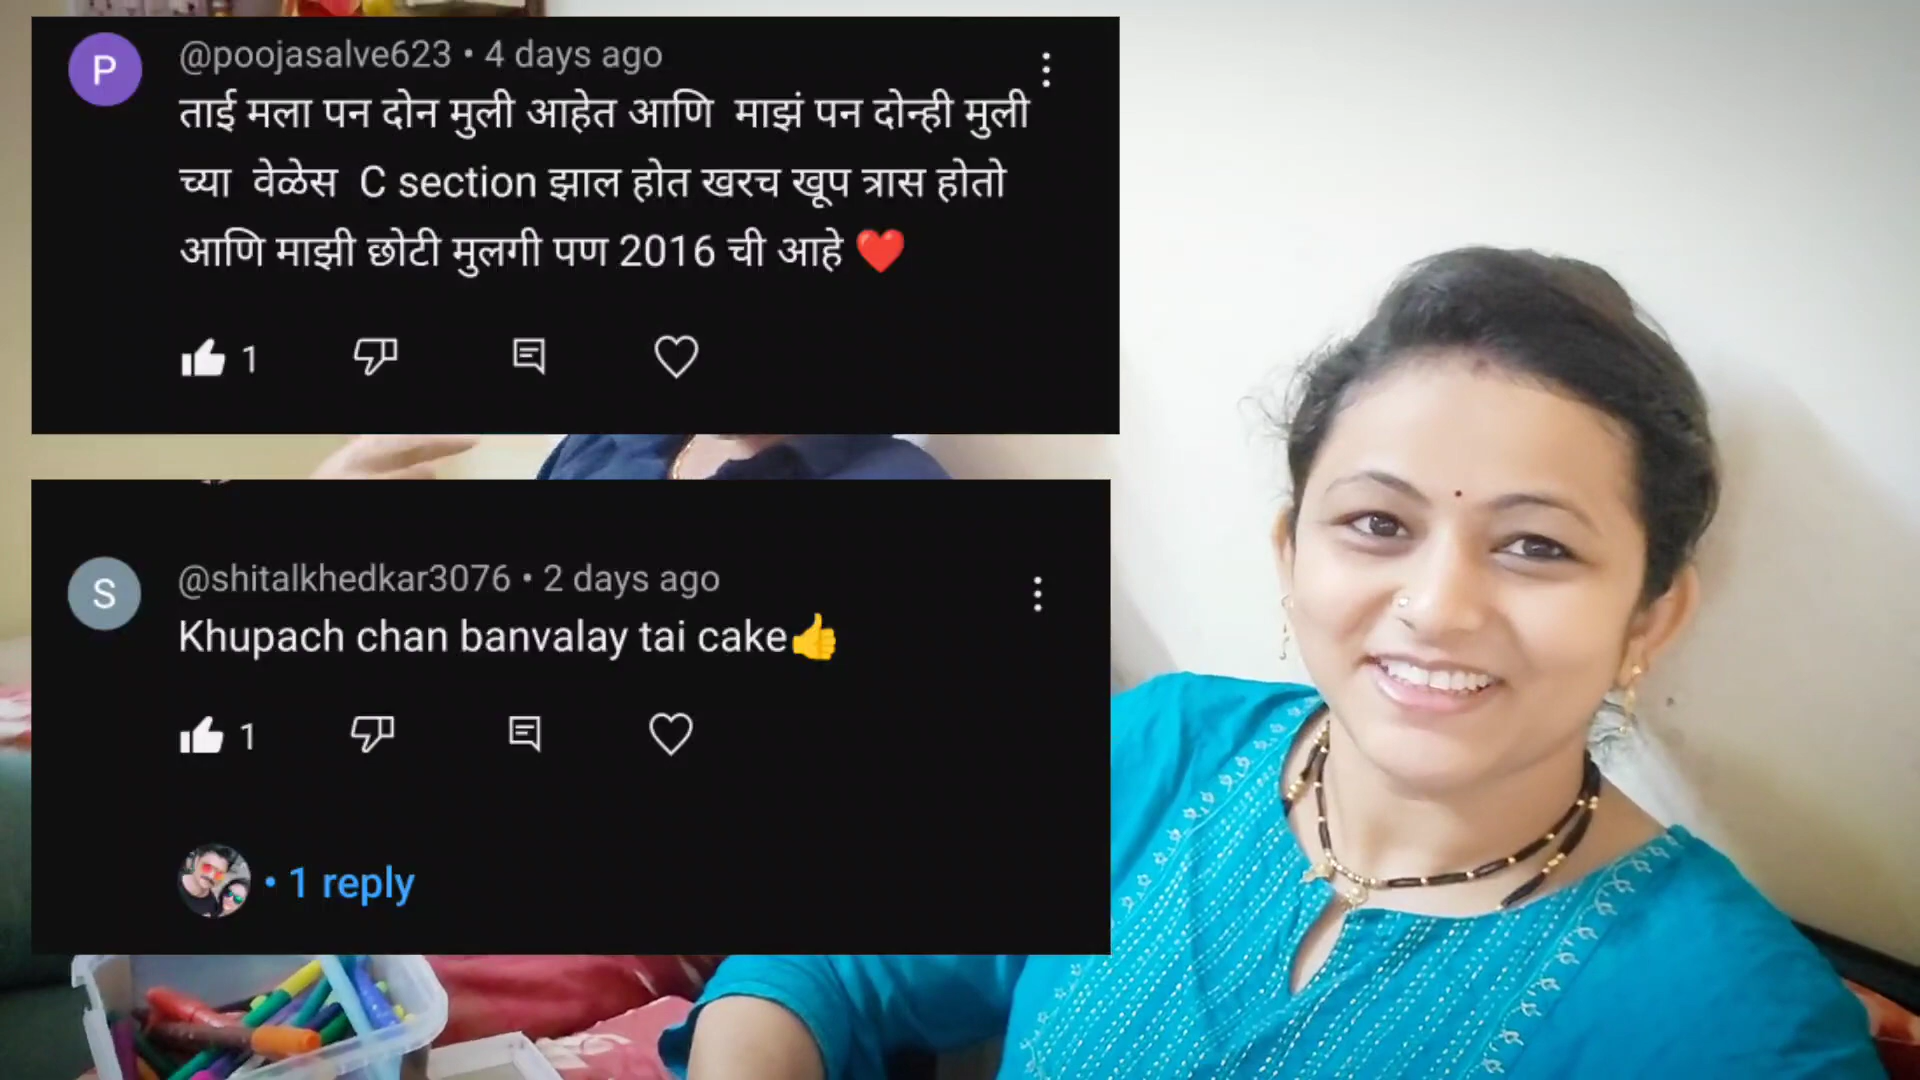 P
@poojasalve623 • 4 days ago
ताई मला पन दोन मुली आहेत आणि माझं पन दोन्ही मुली
च्या वेळेस C section झाल होत खरच खूप त्रास होतो
आणि माझी छोटी मुलगी पण 2016 ची आहे ❤️
1
S
@shitalkhedkar3076 • 2 days ago
Khupach chan banvalay tai cake👍
1
• 1 reply